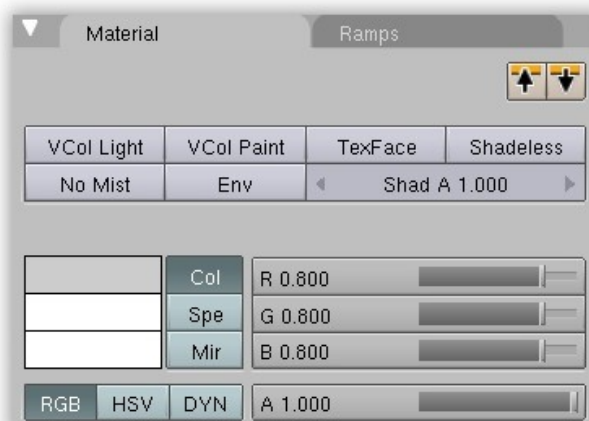 Material Ramps
VCol Light VCol Paint TexFace Shadeless
No Mist Env Shad A 1.000
Col R 0.800
Spe G 0.800
Mir B 0.800
RGB HSV DYN A 1.000